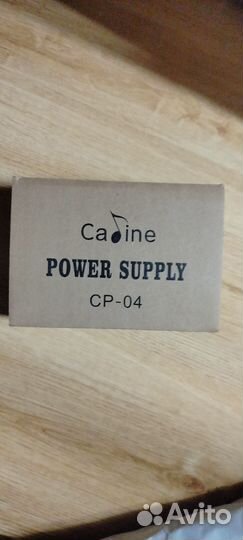 Caline
POWER SUPPLY
CP-04
Avito